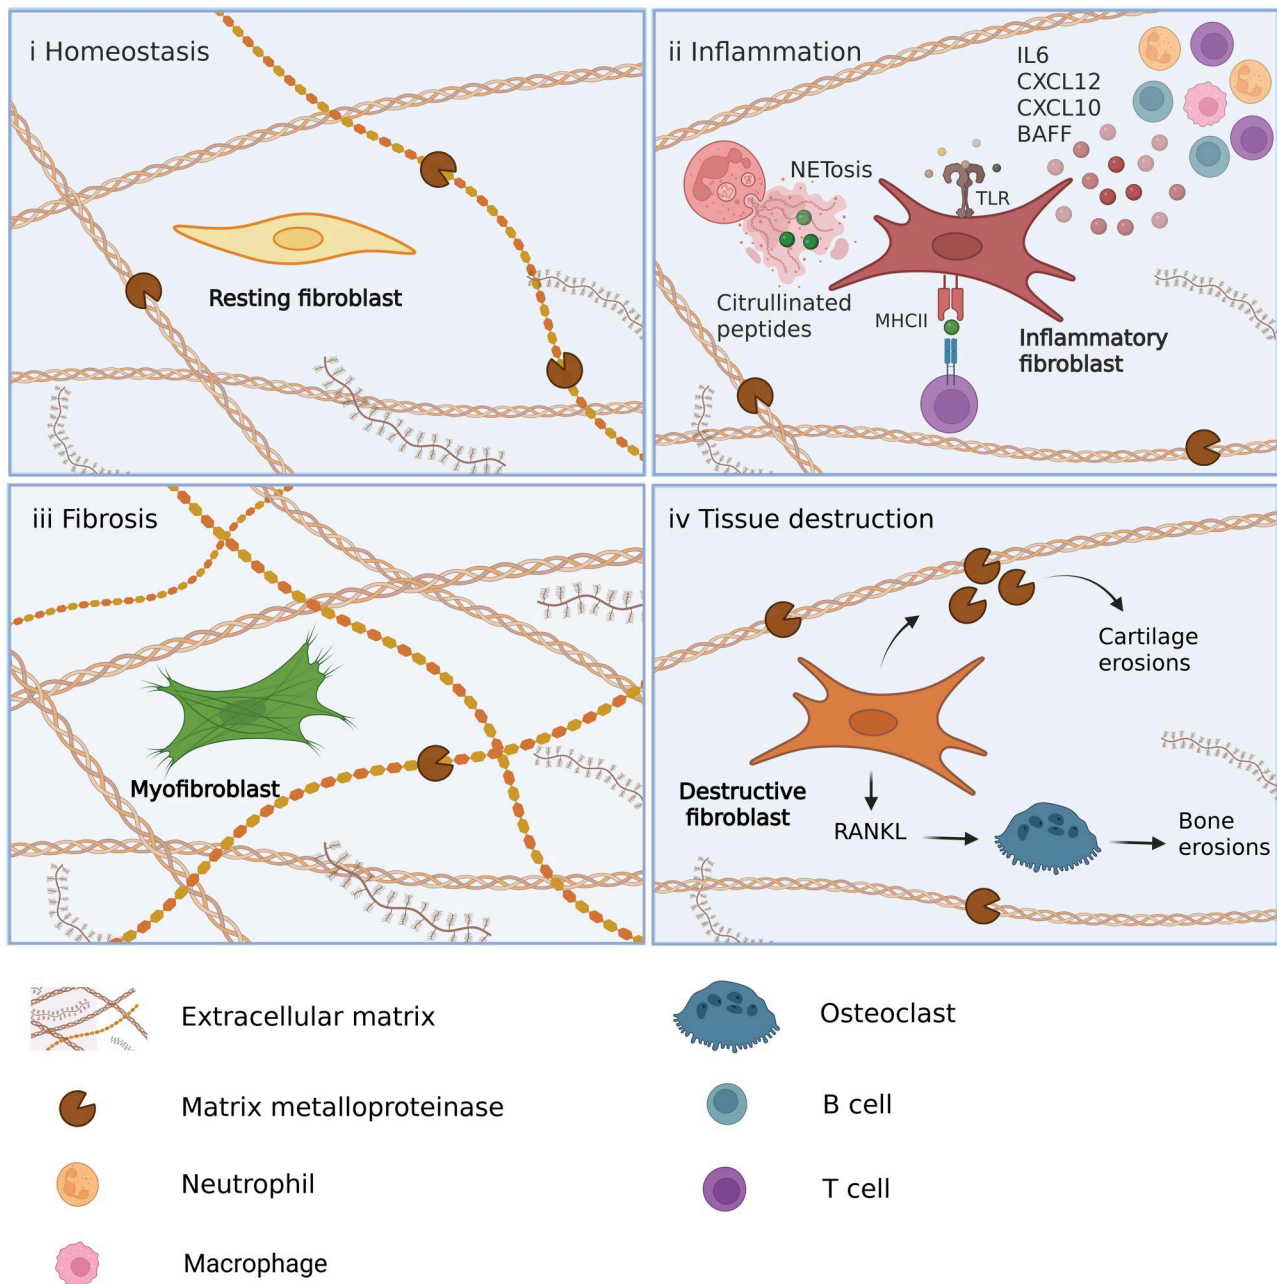 i Homeostasis
Resting fibroblast
ii Inflammation
IL6
CXCL12
CXCL10
BAFF
NETosis
TLR
Citrullinated
peptides
MHCII
Inflammatory
fibroblast
iii Fibrosis
Myofibroblast
iv Tissue destruction
Cartilage
erosions
Destructive
fibroblast
RANKL
Bone
erosions
Extracellular matrix
Matrix metalloproteinase
Neutrophil
Macrophage
Osteoclast
B cell
T cell